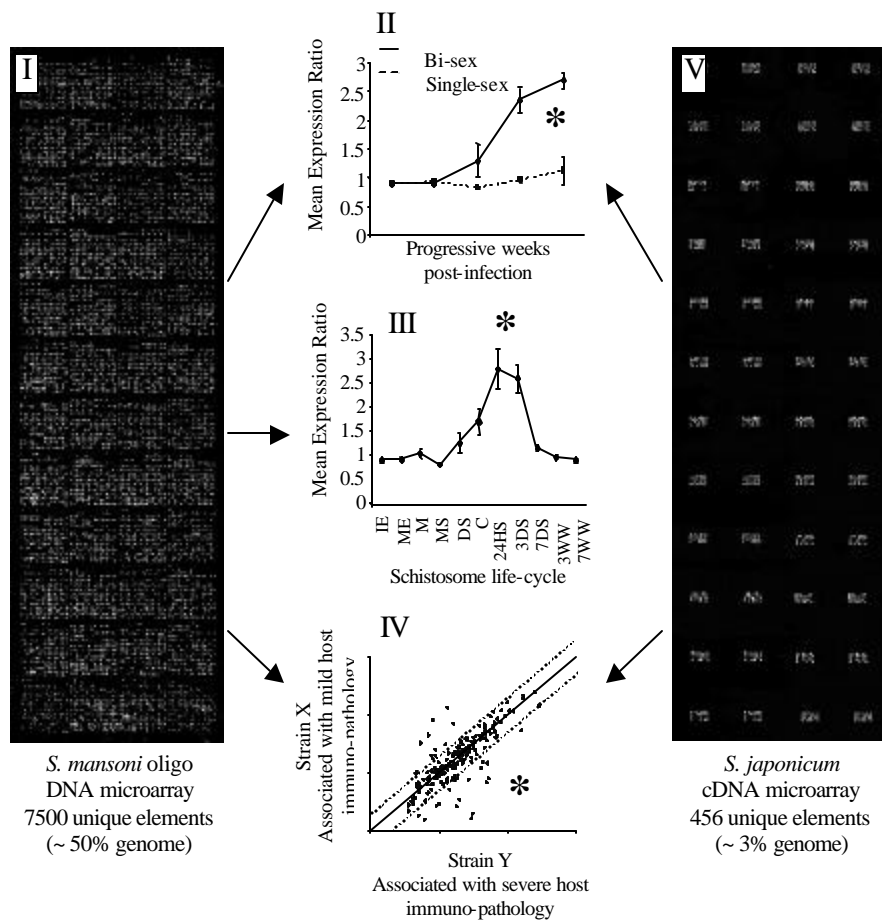 I
S. mansoni oligo
DNA microarray
7500 unique elements
(~ 50% genome)
II
Bi-sex
Single-sex
Mean Expression Ratio
3
2.5
2
1.5
1
0.5
0
*
Progressive weeks
post-infection
III
*
Mean Expression Ratio
3.5
3
2.5
2
1.5
1
0.5
0
IE
ME
M
MS
DS
C
24HS
3DS
7DS
3WW
7WW
Schistosome life-cycle
IV
Strain X
Associated with mild host
immuno-pathology
*
Strain Y
Associated with severe host
immuno-pathology
V
S. japonicum
cDNA microarray
456 unique elements
(~ 3% genome)